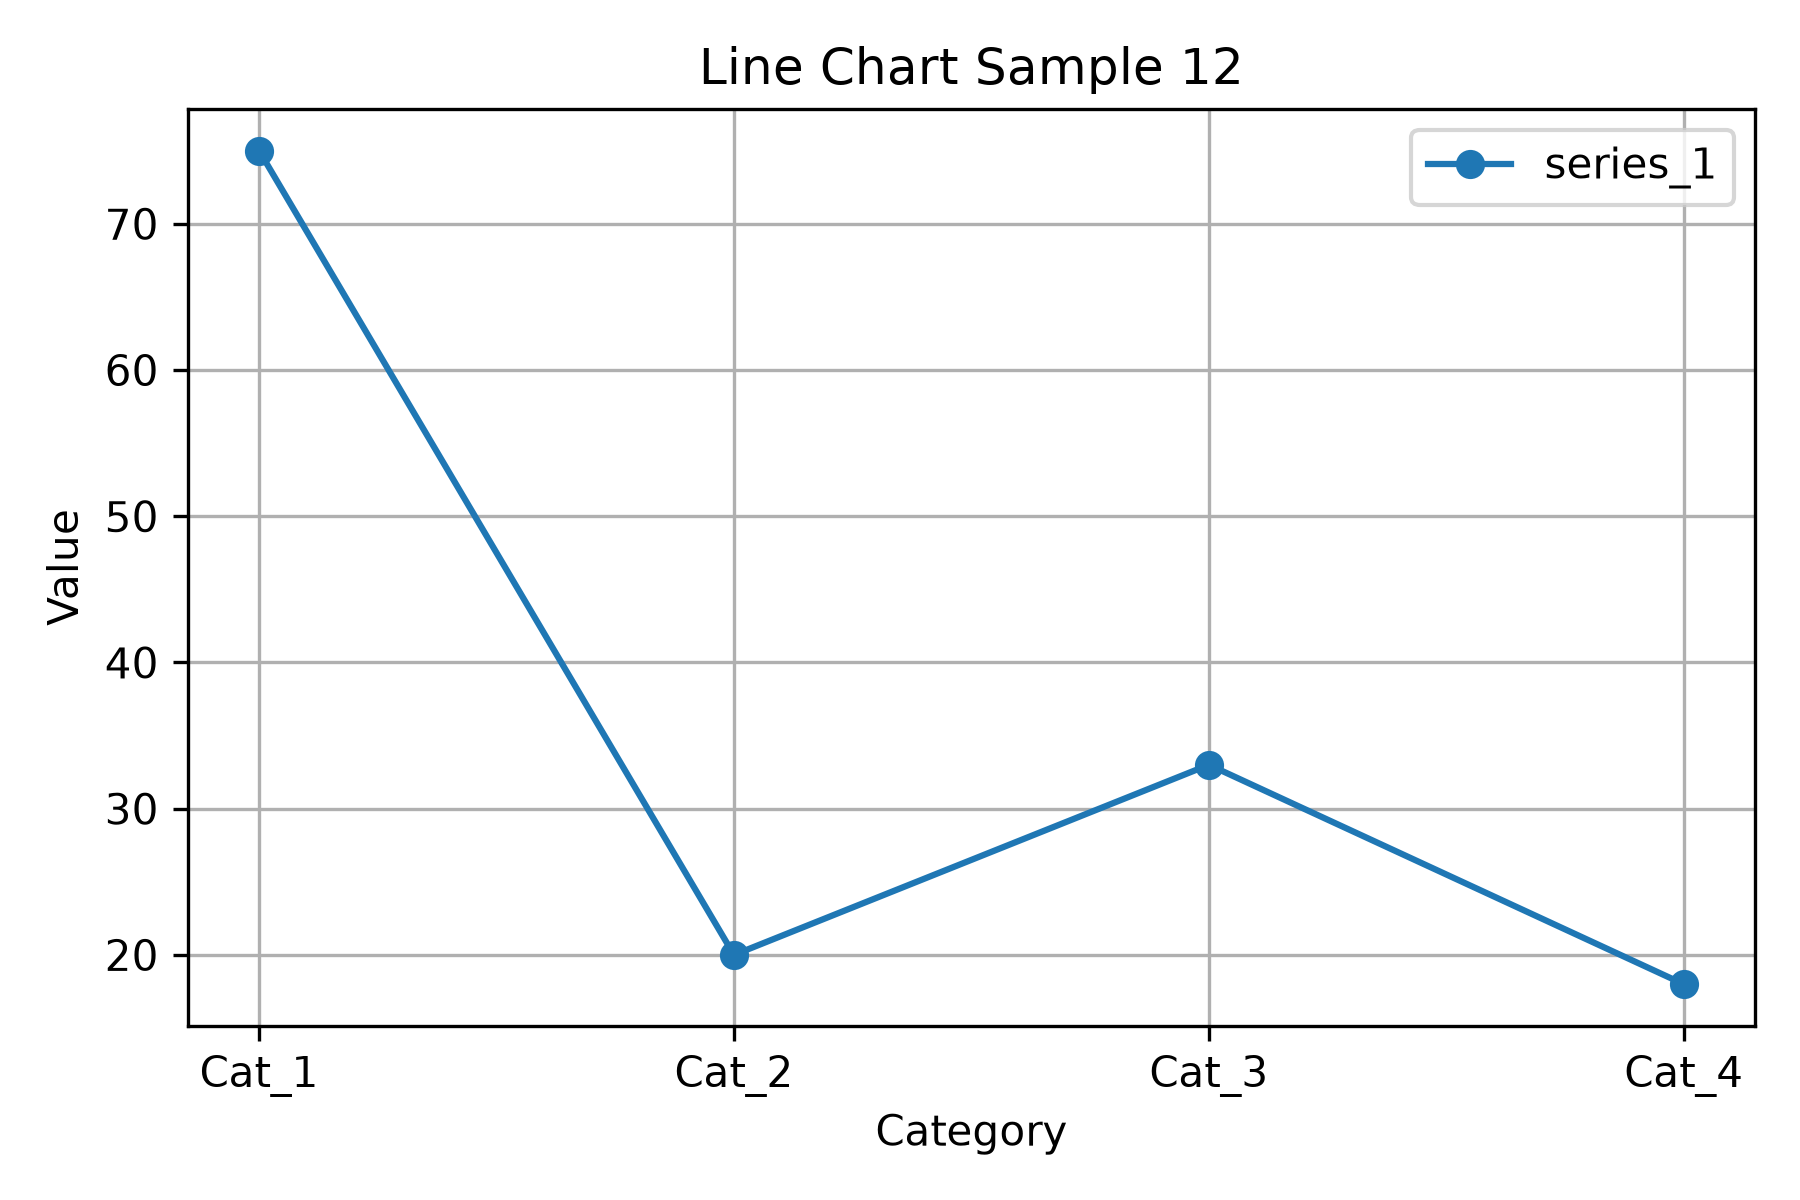 Line Chart Sample 12
series_1
70
60
50
40
30
20
Value
Cat_1 Cat_2 Cat_3 Cat_4
Category